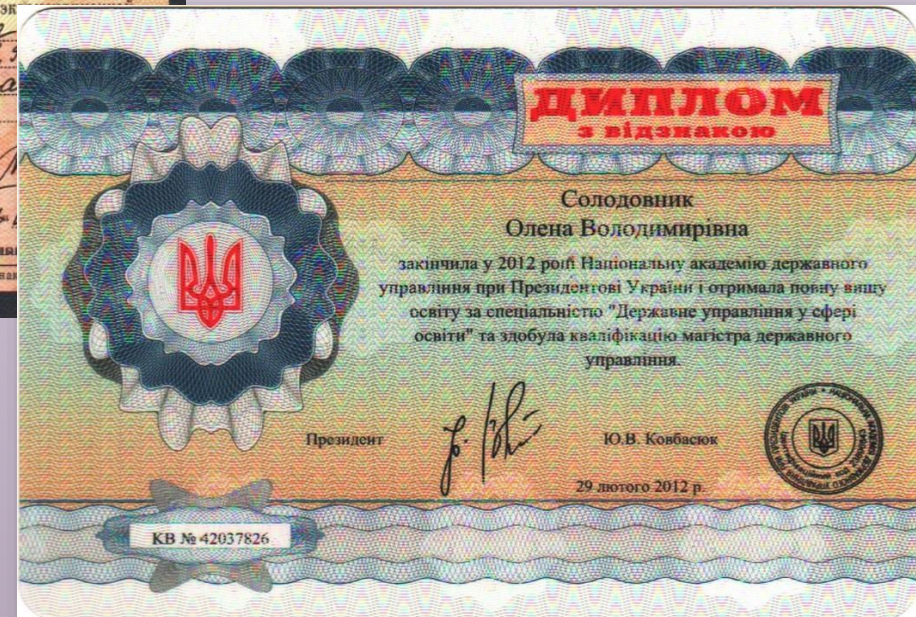 ДИПЛОМ
з відзнакою
Солодовник
Олена Володимирівна
закінчила у 2012 році Національну академію державного
управління при Президентові України і отримала повну вищу
освіту за спеціальністю "Державне управління у сфері
освіти" та здобула кваліфікацію магістра державного
управління.
Президент
Ю.В. Ковбасюк
29 лютого 2012 р.
КВ № 42037826